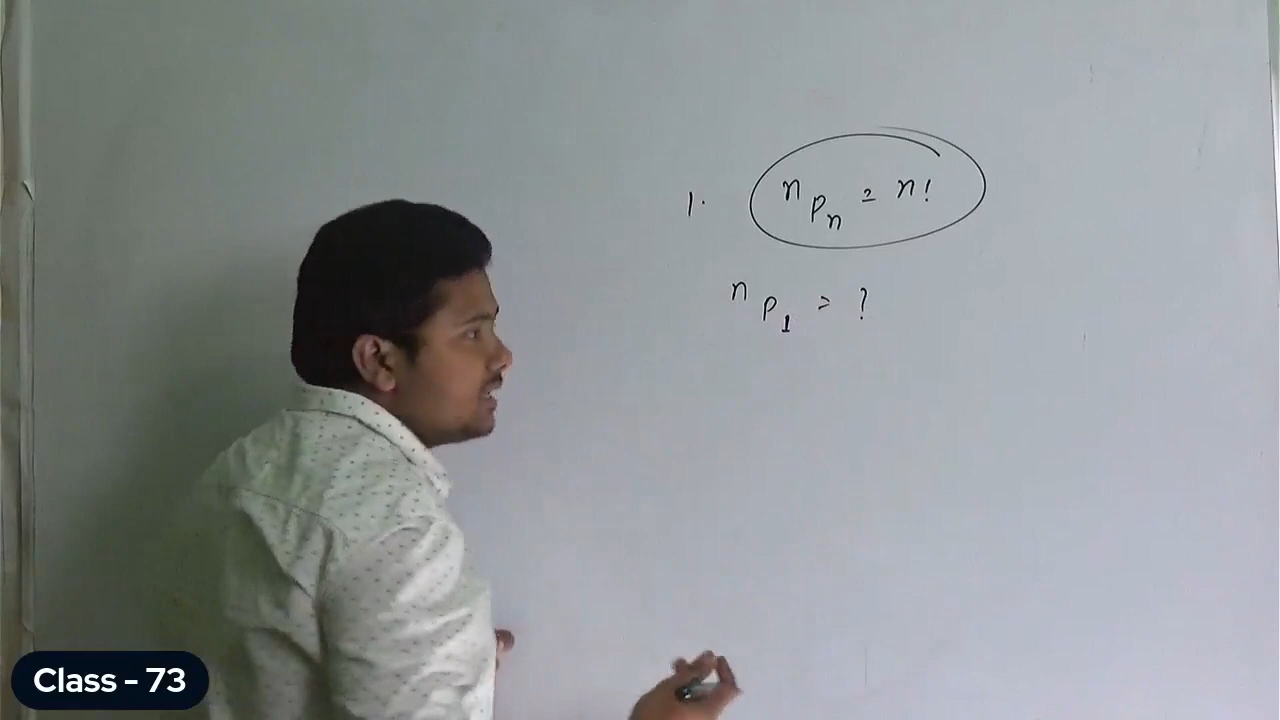 1. nPn = n!
nP1 = ?
Class - 73